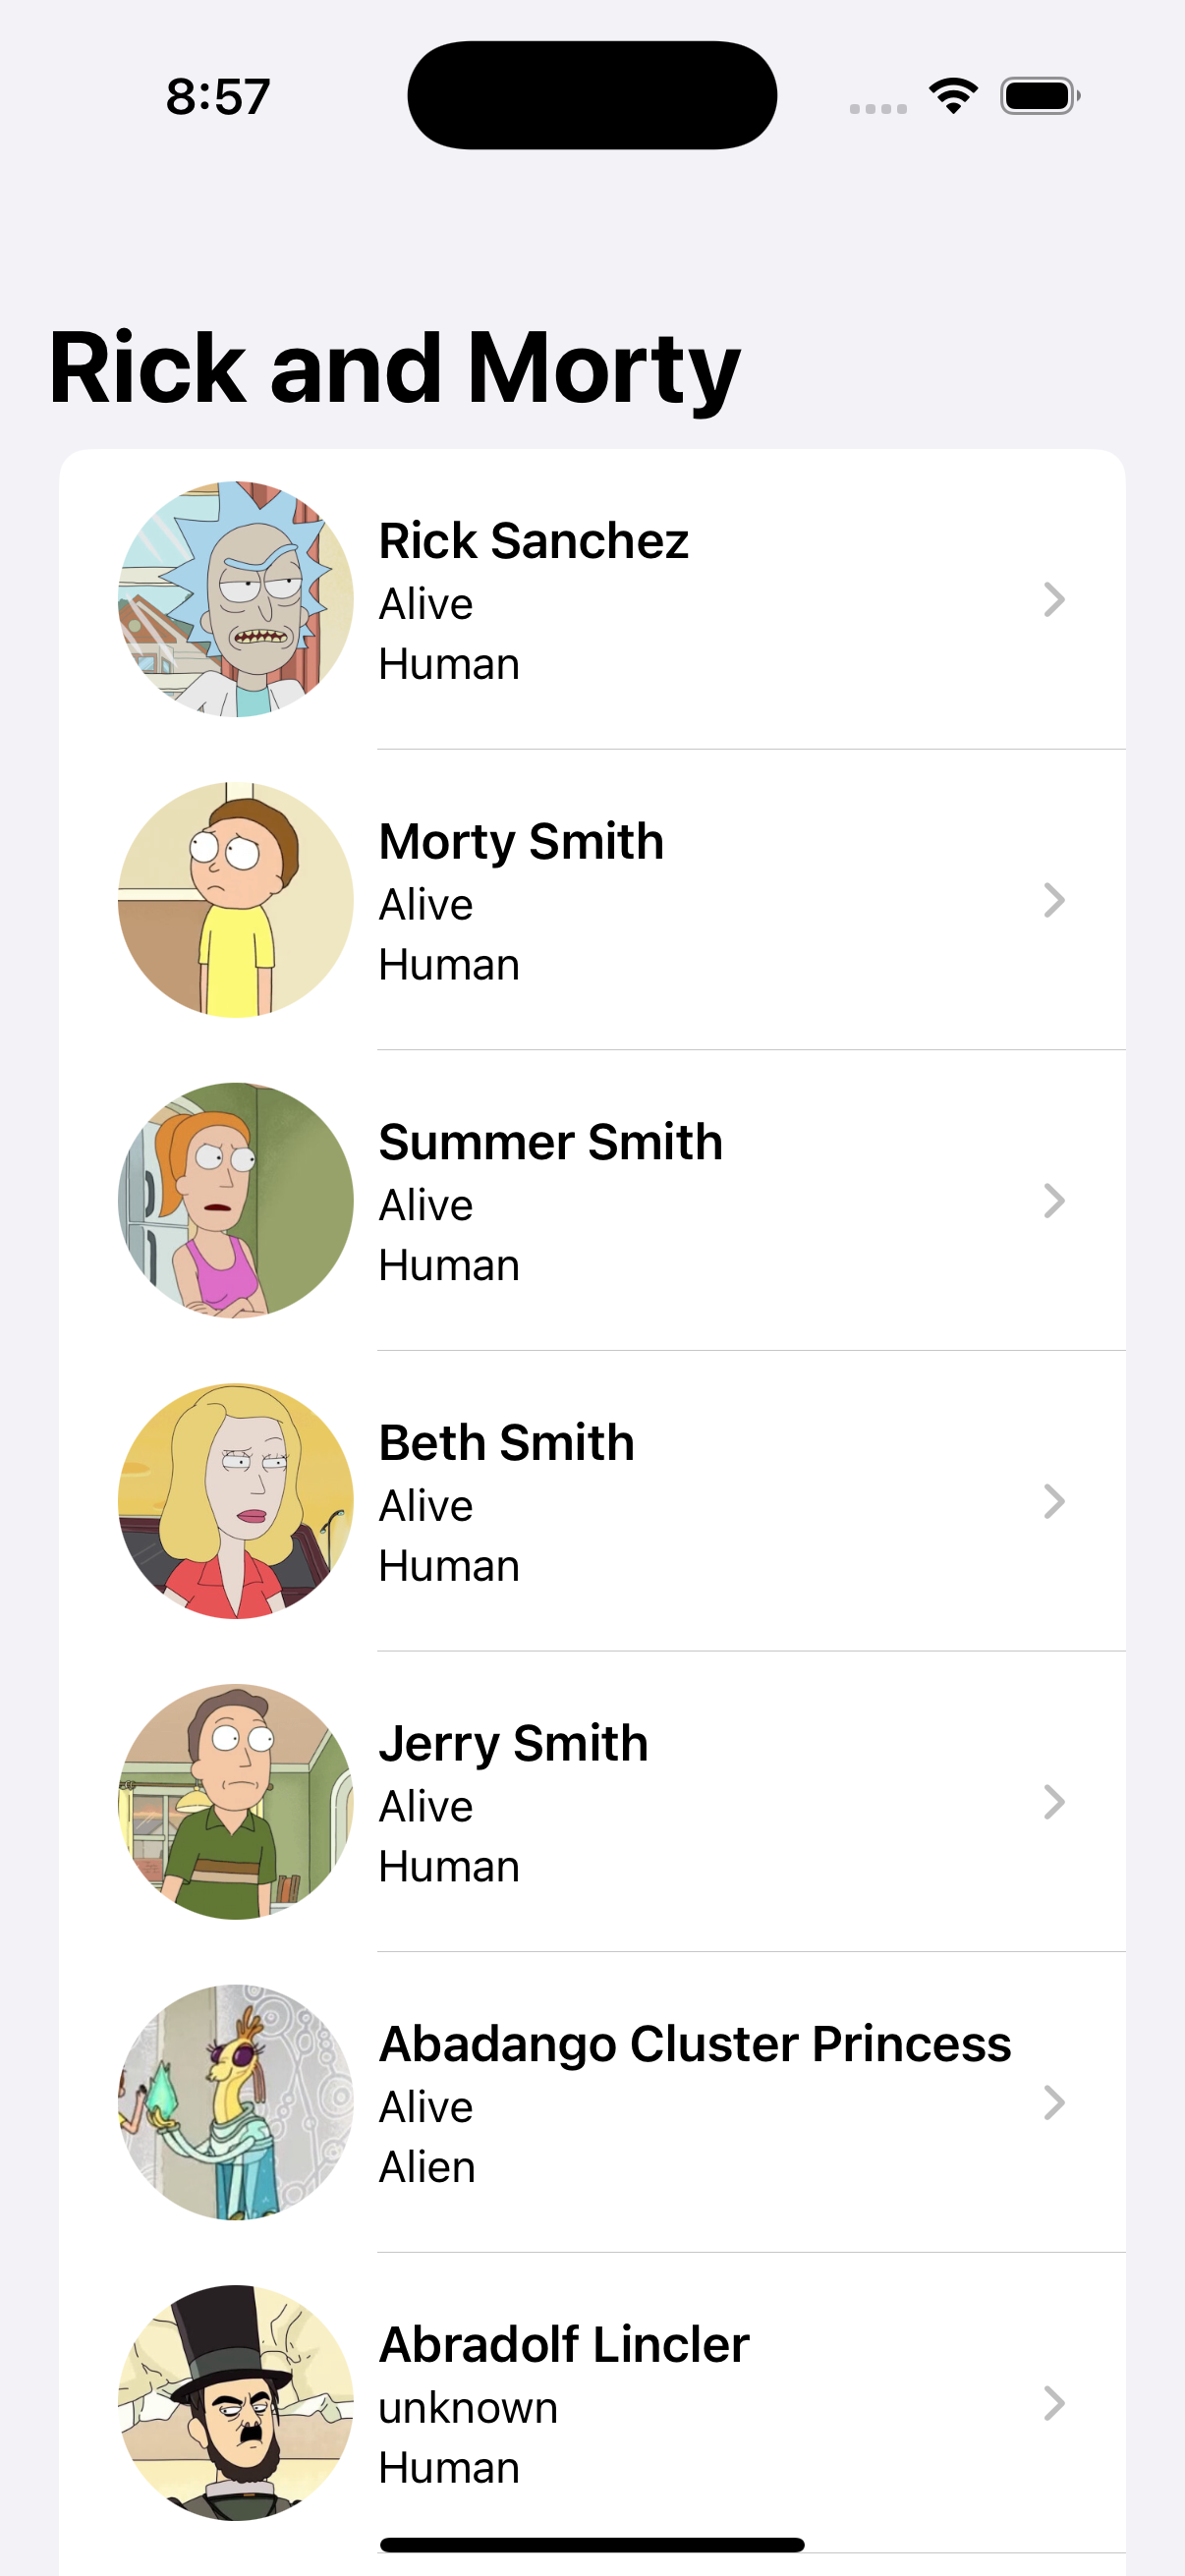 8:57
Rick and Morty
Rick Sanchez
Alive
Human
Morty Smith
Alive
Human
Summer Smith
Alive
Human
Beth Smith
Alive
Human
Jerry Smith
Alive
Human
Abadango Cluster Princess
Alive
Alien
Abradolf Lincler
unknown
Human